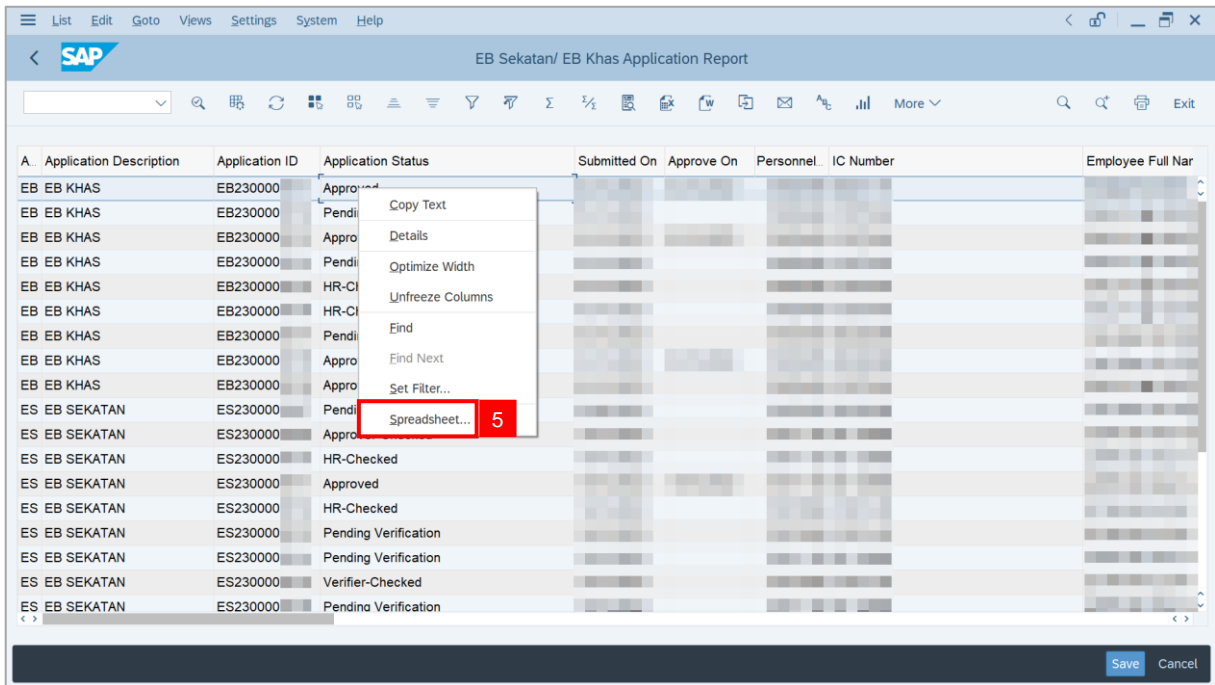 List Edit Goto Views Settings System Help
SAP EB Sekatan/ EB Khas Application Report
More Exit
A... Application Description Application ID Application Status Submitted On Approve On Personnel... IC Number Employee Full Nar
EB EB KHAS EB230000 Approved
EB EB KHAS EB230000 Pendi
EB EB KHAS EB230000 Appro
EB EB KHAS EB230000 Pendi
EB EB KHAS EB230000 HR-Ch
EB EB KHAS EB230000 HR-Ch
EB EB KHAS EB230000 Pendi
EB EB KHAS EB230000 Appro
EB EB KHAS EB230000 Appro
ES EB SEKATAN ES230000 Pendi
ES EB SEKATAN ES230000 Approver-Checked
ES EB SEKATAN ES230000 HR-Checked
ES EB SEKATAN ES230000 Approved
ES EB SEKATAN ES230000 HR-Checked
ES EB SEKATAN ES230000 Pending Verification
ES EB SEKATAN ES230000 Pending Verification
ES EB SEKATAN ES230000 Verifier-Checked
ES EB SEKATAN ES230000 Pending Verification
Copy Text
Details
Optimize Width
Unfreeze Columns
Find
Find Next
Set Filter...
Spreadsheet... 5
Save Cancel